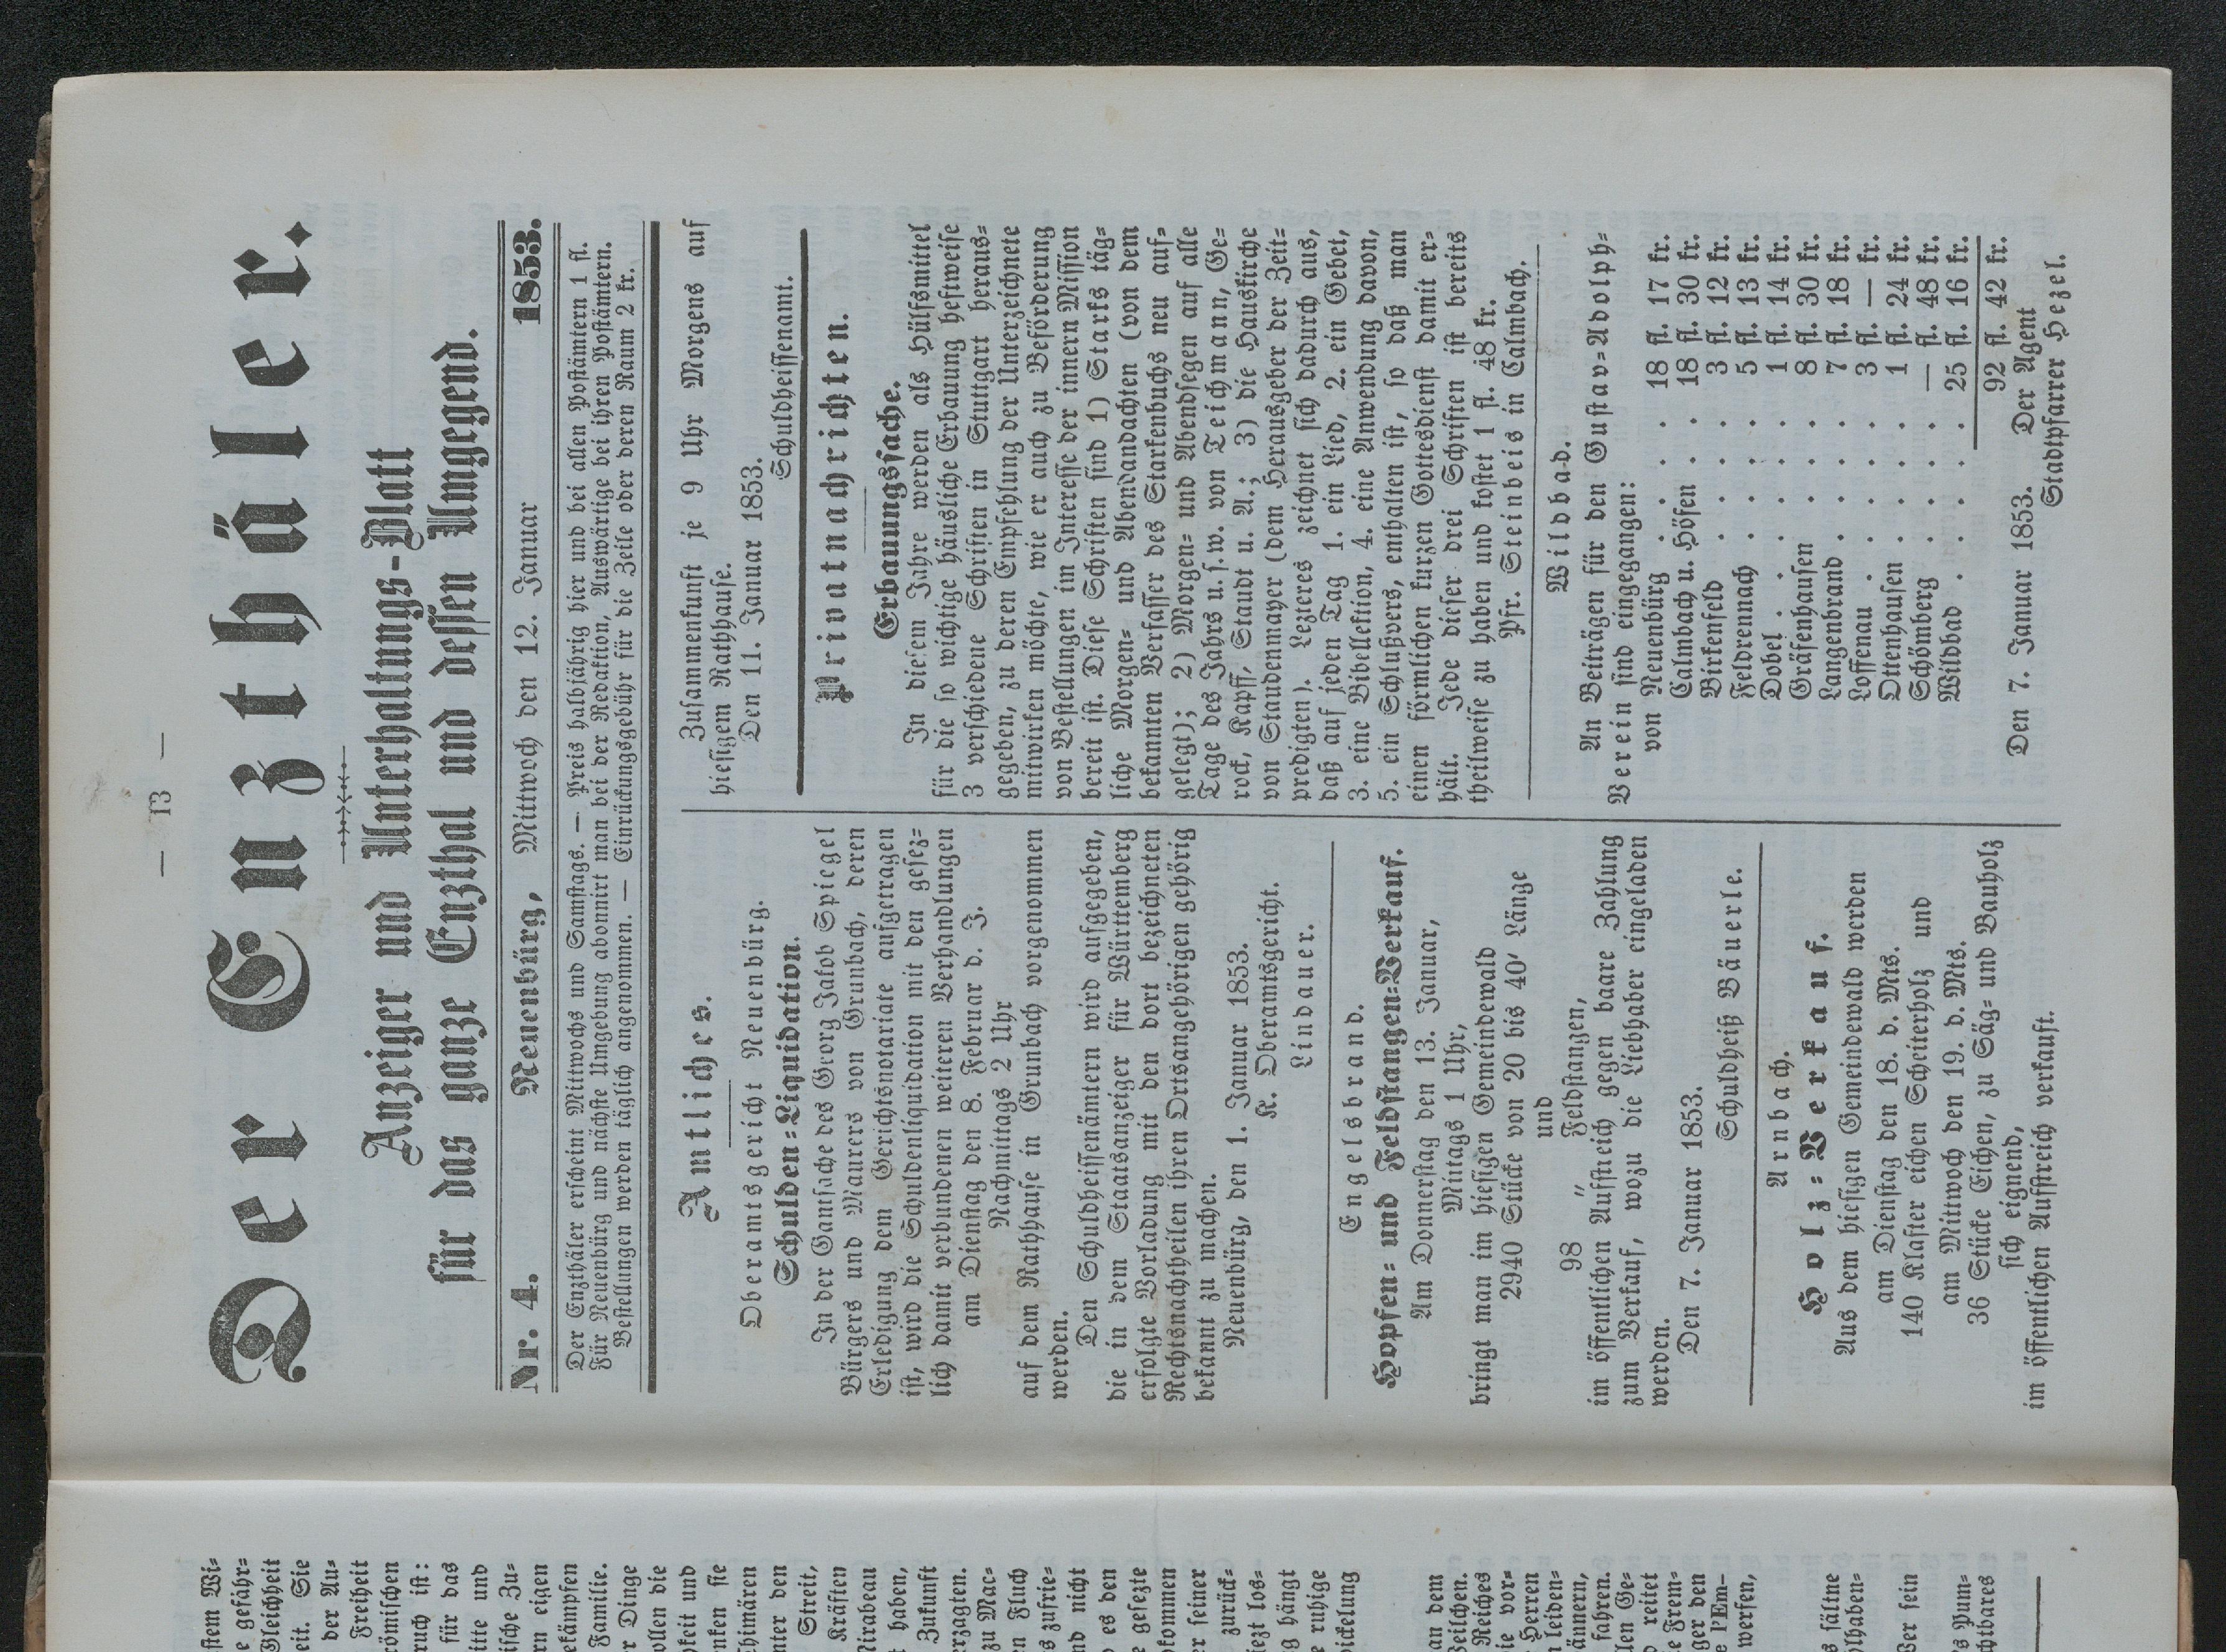 — 13 —
Der Enzthäler.
Anzeiger und Unterhaltungs-Blatt
für das ganze Enzthal und dessen Umgegend.
Nr. 4. Neuenbürg, Mittwoch den 12. Januar 1853.
Der Enzthäler erscheint Mittwochs und Samstags. — Preis halbjährig hier und bei allen Postämtern 1 fl.
Für Neuenbürg und nächste Umgebung abonnirt man bei der Redaktion, Auswärtige bei ihren Postämtern.
Bestellungen werden täglich angenommen. — Einrückungsgebühr für die Zeile oder deren Raum 2 kr.
Amtliches.
Oberamtsgericht Neuenbürg.
Schulden-Liquidation.
In der Gantsache des Georg Jakob Spiegel
Bürgers und Maurers von Grunbach, deren
Erledigung dem Gerichtsnotariate aufgetragen
ist, wird die Schuldenliquidation mit den gesez-
lich damit verbundenen weiteren Verhandlungen
am Dienstag den 8. Februar d. J.
Nachmittags 2 Uhr
auf dem Rathhause in Grunbach vorgenommen
werden.
Den Schuldheissenämtern wird aufgegeben,
die in dem Staatsanzeiger für Württemberg
erfolgte Vorladung mit den dort bezeichneten
Rechtsnachtheilen ihren Ortsangehörigen gehörig
bekannt zu machen.
Neuenbürg, den 1. Januar 1853.
K. Oberamtsgericht.
Lindauer.
Engelsbrand.
Hopfen- und Feldstangen-Verkauf.
Am Donnerstag den 13. Januar,
Mittags 1 Uhr,
bringt man im hiesigen Gemeindewald
2940 Stücke von 20 bis 40′ Länge
und
98 „ Feldstangen,
im öffentlichen Aufstreich gegen baare Zahlung
zum Verkauf, wozu die Liebhaber eingeladen
werden.
Den 7. Januar 1853.
Schuldheiß Bäuerle.
Arnbach.
Holz-Verkauf.
Aus dem hiesigen Gemeindewald werden
am Dienstag den 18. d. Mts.
140 Klafter eichen Scheiterholz und
am Mittwoch den 19. d. Mts.
36 Stücke Eichen, zu Säg- und Bauholz
sich eignend,
im öffentlichen Aufstreich verkauft.
Zusammenkunft je 9 Uhr Morgens auf
hiesigem Rathhause.
Den 11. Januar 1853.
Schuldheissenamt.
Privatnachrichten.
Erbauungssache.
In diesem Jahre werden als Hülfsmittel
für die so wichtige häusliche Erbauung heftweise
3 verschiedene Schriften in Stuttgart heraus-
gegeben, zu deren Empfehlung der Unterzeichnete
mitwirken möchte, wie er auch zu Beförderung
von Bestellungen im Interesse der innern Mission
bereit ist. Diese Schriften sind 1) Starks täg-
liche Morgen- und Abendandachten (von dem
bekannten Verfasser des Starkenbuchs neu auf-
gelegt); 2) Morgen- und Abendsegen auf alle
Tage des Jahrs u. s. w. von Teichmann, Ge-
rock, Kapff, Staudt u. A.; 3) die Hauskirche
von Staudenmayer (dem Herausgeber der Zeit-
predigten). Lezteres zeichnet sich dadurch aus,
daß auf jeden Tag 1. ein Lied, 2. ein Gebet,
3. eine Bibellektion, 4. eine Anwendung davon,
5. ein Schlußvers, enthalten ist, so daß man
einen förmlichen kurzen Gottesdienst damit er-
hält. Jede dieser drei Schriften ist bereits
theilweise zu haben und kostet 1 fl. 48 kr.
Pfr. Steinbeis in Calmbach.
Wildbad.
An Beiträgen für den Gustav-Adolph-
Verein sind eingegangen:
von Neuenbürg . . . . 18 fl. 17 kr.
Calmbach u. Höfen . . . 18 fl. 30 kr.
Birkenfeld . . . . . 3 fl. 12 kr.
Feldrennach . . . . . 5 fl. 13 kr.
Dobel . . . . . . . 1 fl. 14 kr.
Gräfenhausen . . . . 8 fl. 30 kr.
Langenbrand . . . . . 7 fl. 18 kr.
Loffenau . . . . . . 3 fl. — kr.
Ottenhausen . . . . . 1 fl. 24 kr.
Schömberg . . . . . — fl. 48 kr.
Wildbad . . . . . . 25 fl. 16 kr.
92 fl. 42 kr.
Den 7. Januar 1853. Der Agent
Stadtpfarrer Hezel.